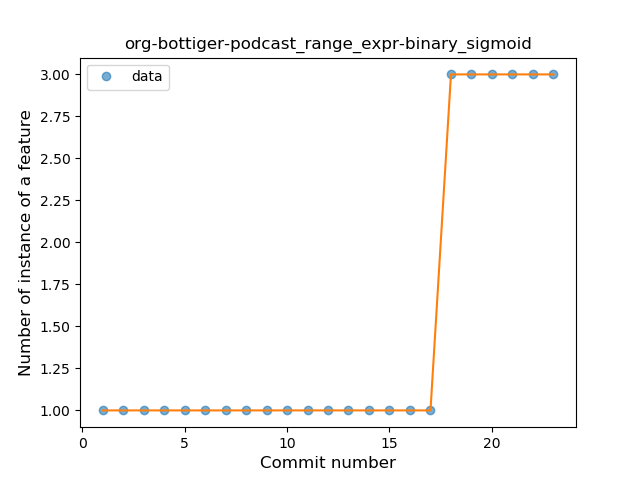 org-bottiger-podcast_range_expr-binary_sigmoid
data
Number of instance of a feature
3.00
2.75
2.50
2.25
2.00
1.75
1.50
1.25
1.00
0 5 10 15 20
Commit number